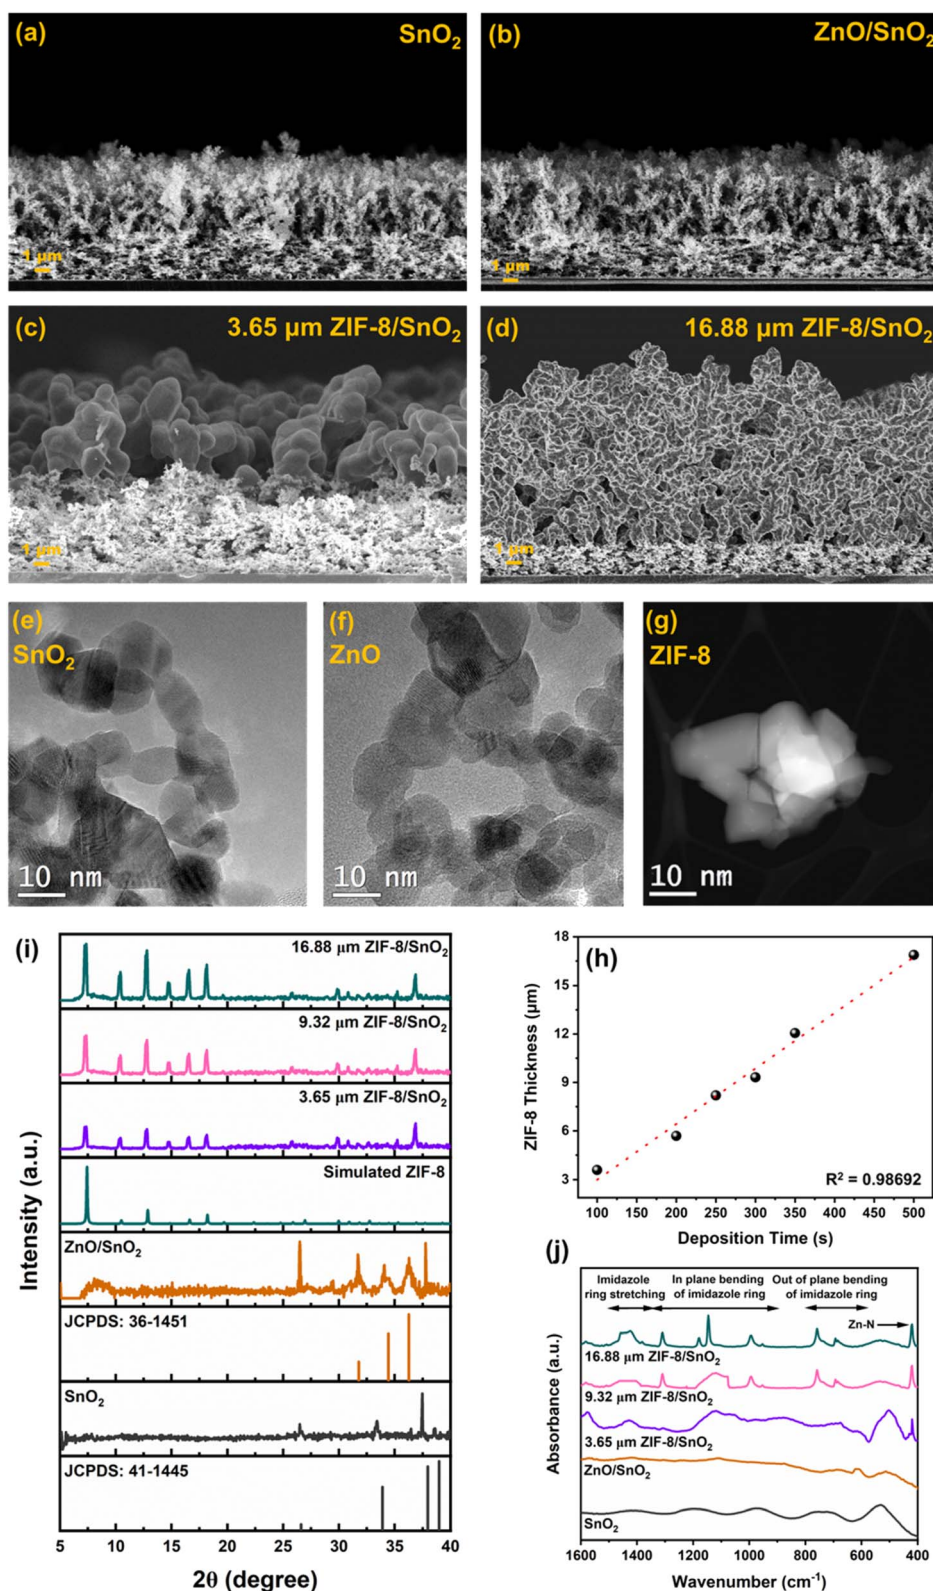 (a) SnO₂
(b) ZnO/SnO₂
1 µm
1 µm
(c) 3.65 µm ZIF-8/SnO₂
(d) 16.88 µm ZIF-8/SnO₂
1 µm
1 µm
(e)
SnO₂
10 nm
(f)
ZnO
10 nm
(g)
ZIF-8
10 nm
(i)
16.88 µm ZIF-8/SnO₂
9.32 µm ZIF-8/SnO₂
3.65 µm ZIF-8/SnO₂
Simulated ZIF-8
ZnO/SnO₂
JCPDS: 36-1451
SnO₂
JCPDS: 41-1445
Intensity (a.u.)
5 10 15 20 25 30 35 40
2θ (degree)
(h)
ZIF-8 Thickness (µm)
18
15
12
9
6
3
R² = 0.98692
100 150 200 250 300 350 400 450 500
Deposition Time (s)
(j)
Imidazole
ring stretching
In plane bending
of imidazole ring
Out of plane bending
of imidazole ring
Zn-N
16.88 µm ZIF-8/SnO₂
9.32 µm ZIF-8/SnO₂
3.65 µm ZIF-8/SnO₂
ZnO/SnO₂
SnO₂
Absorbance (a.u.)
1600 1400 1200 1000 800 600 400
Wavenumber (cm⁻¹)